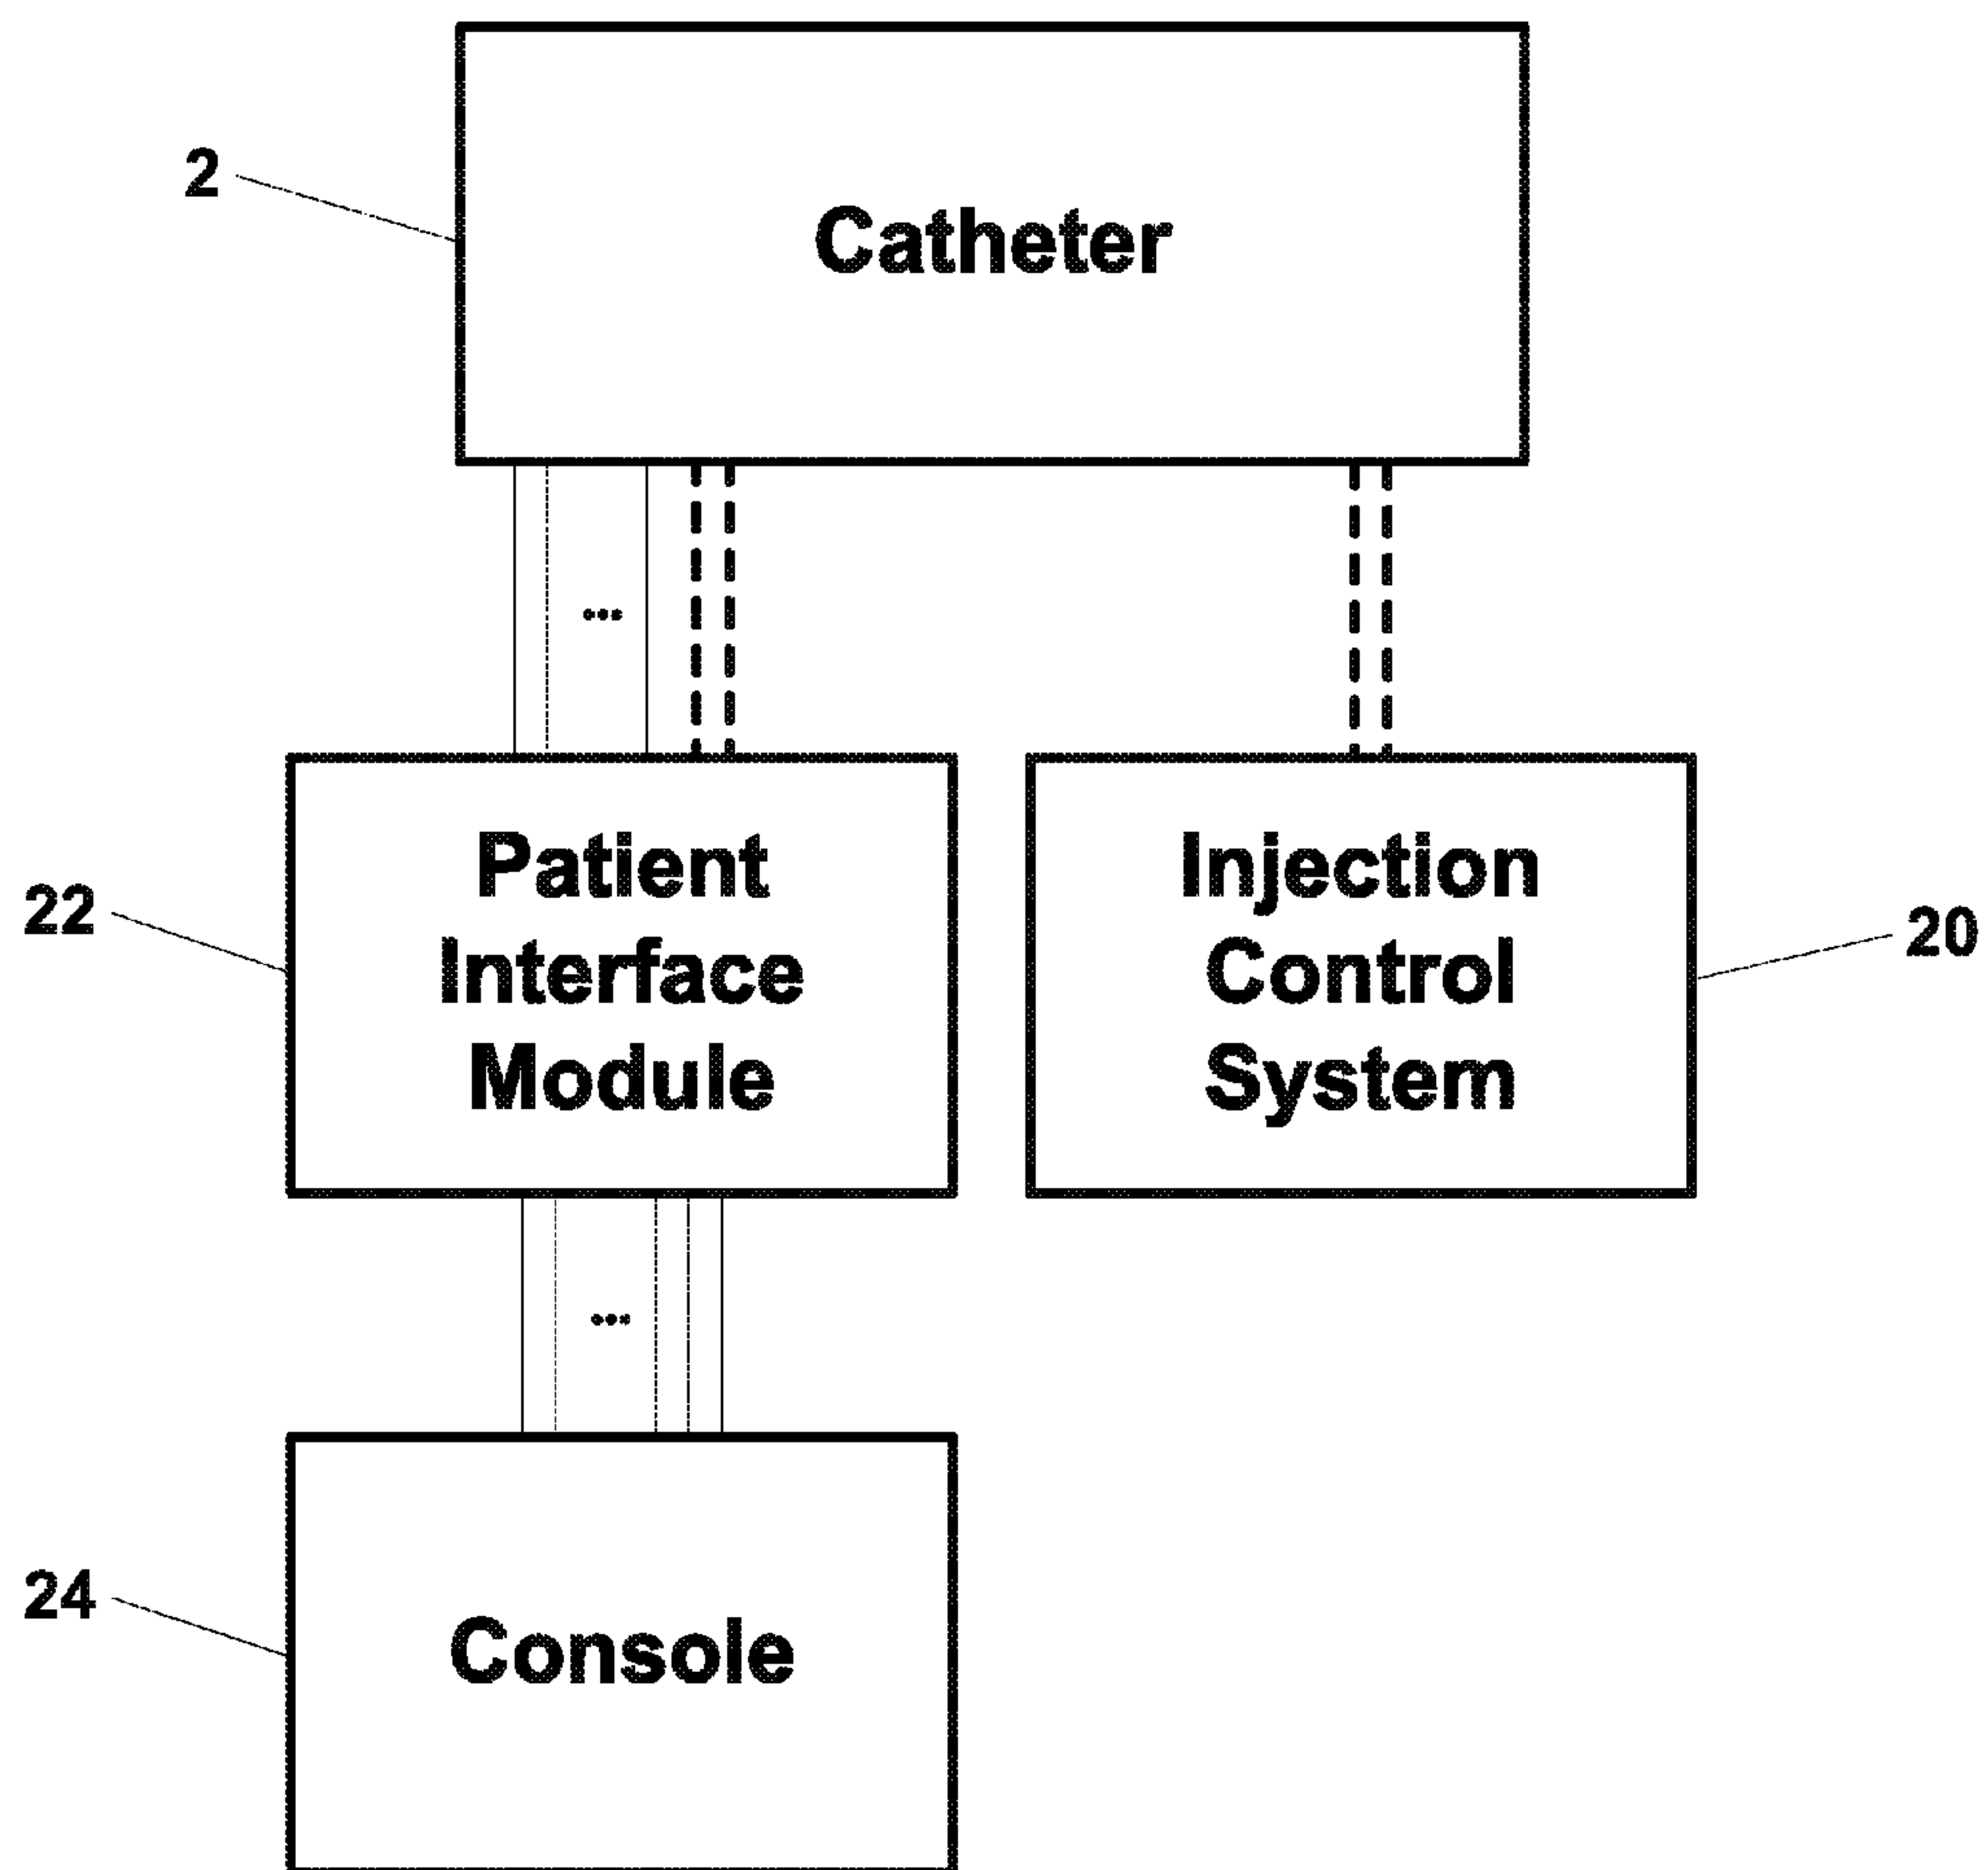 2
Catheter
...
22
Patient
Interface
Module
Injection
Control
System
20
...
24
Console